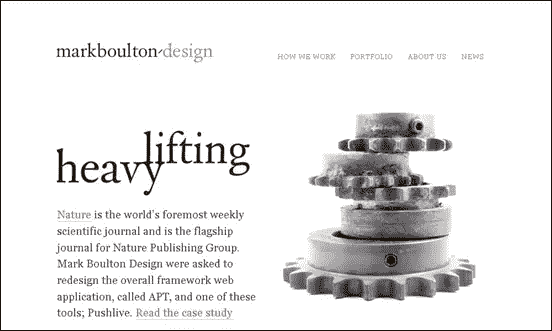 markboulton-design
HOW WE WORK PORTFOLIO ABOUT US NEWS
heavy lifting
Nature is the world's foremost weekly
scientific journal and is the flagship
journal for Nature Publishing Group.
Mark Boulton Design were asked to
redesign the overall framework web
application, called APT, and one of these
tools; Pushlive. Read the case study